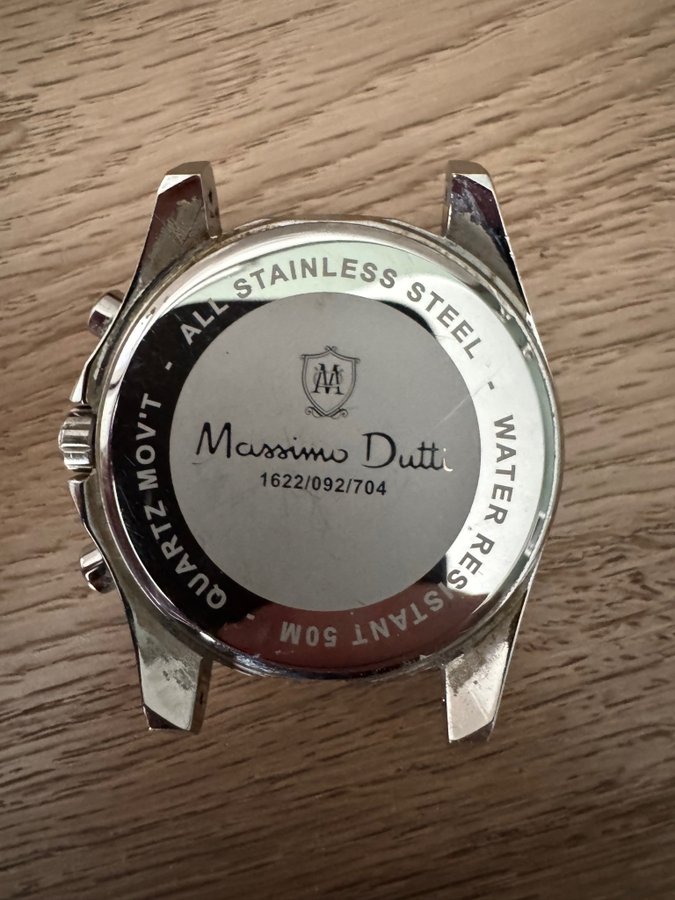 M
Massimo Dutti
1622/092/704
QUARTZ MOV'T - ALL STAINLESS STEEL - WATER RESISTANT 50M -